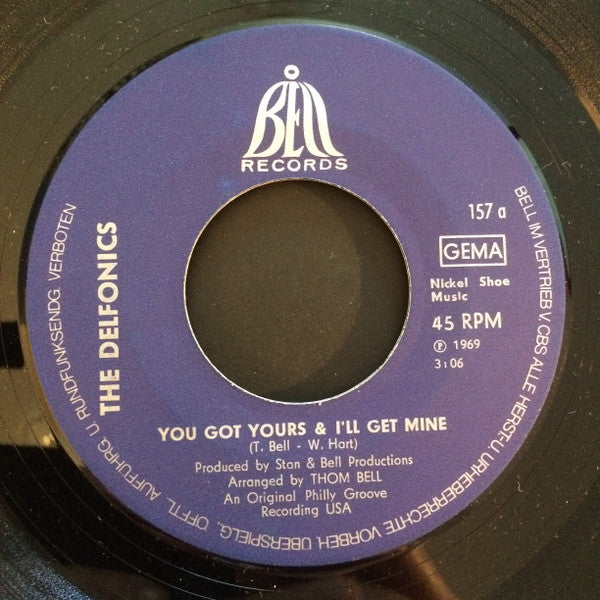 BELL
RECORDS
157 a
GEMA
Nickel Shoe
Music
45 RPM
℗ 1969
3:06
THE DELFONICS
YOU GOT YOURS & I'LL GET MINE
(T. Bell - W. Hart)
Produced by Stan & Bell Productions
Arranged by THOM BELL
An Original Philly Groove
Recording USA
BELL IM VERTRIEB V. CBS ALLE HERST.-U. URHEBERRECHTE VORBEH. ÜBERSPIELG., ÖFFTL. AUFFÜHRG. U. RUNDFUNKSENDG. VERBOTEN